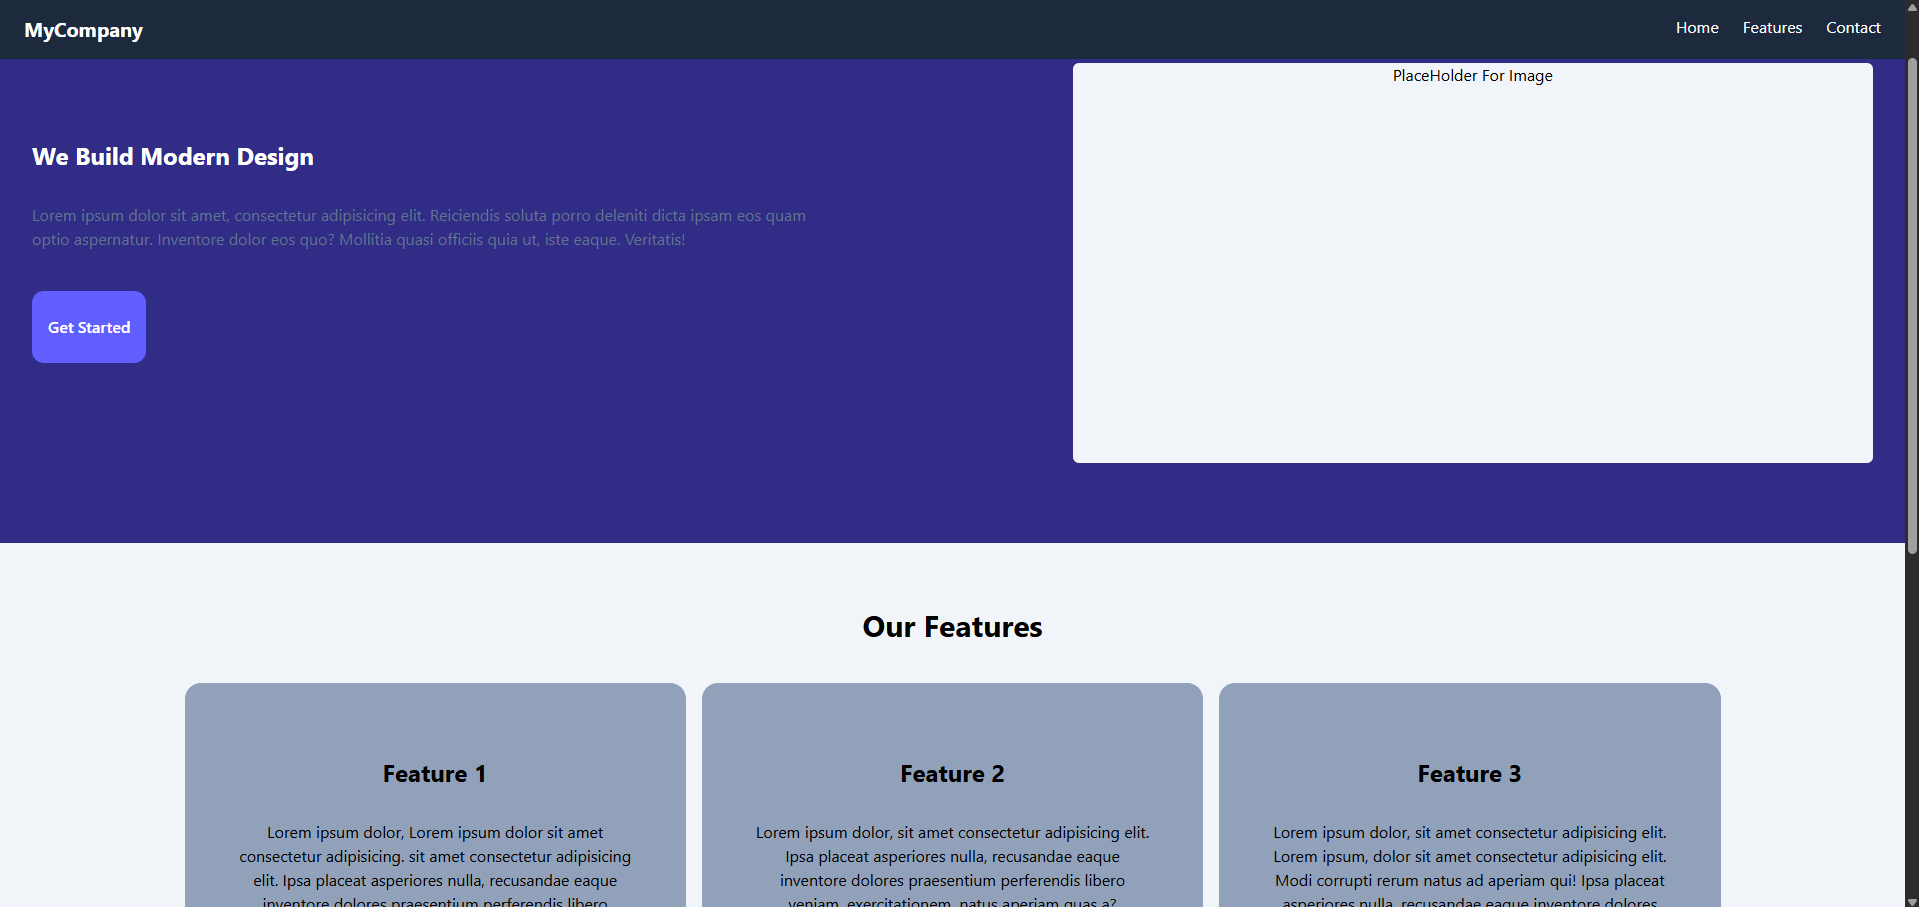 MyCompany
Home Features Contact
PlaceHolder For Image
We Build Modern Design
Lorem ipsum dolor sit amet, consectetur adipisicing elit. Reiciendis soluta porro deleniti dicta ipsam eos quam
optio aspernatur. Inventore dolor eos quo? Mollitia quasi officiis quia ut, iste eaque. Veritatis!
Get Started
Our Features
Feature 1
Lorem ipsum dolor, Lorem ipsum dolor sit amet
consectetur adipisicing. sit amet consectetur adipisicing
elit. Ipsa placeat asperiores nulla, recusandae eaque
inventore dolores praesentium perferendis libero
Feature 2
Lorem ipsum dolor, sit amet consectetur adipisicing elit.
Ipsa placeat asperiores nulla, recusandae eaque
inventore dolores praesentium perferendis libero
veniam, exercitationem, natus aperiam quas a?
Feature 3
Lorem ipsum dolor, sit amet consectetur adipisicing elit.
Lorem ipsum, dolor sit amet consectetur adipisicing elit.
Modi corrupti rerum natus ad aperiam qui! Ipsa placeat
asperiores nulla, recusandae eaque inventore dolores